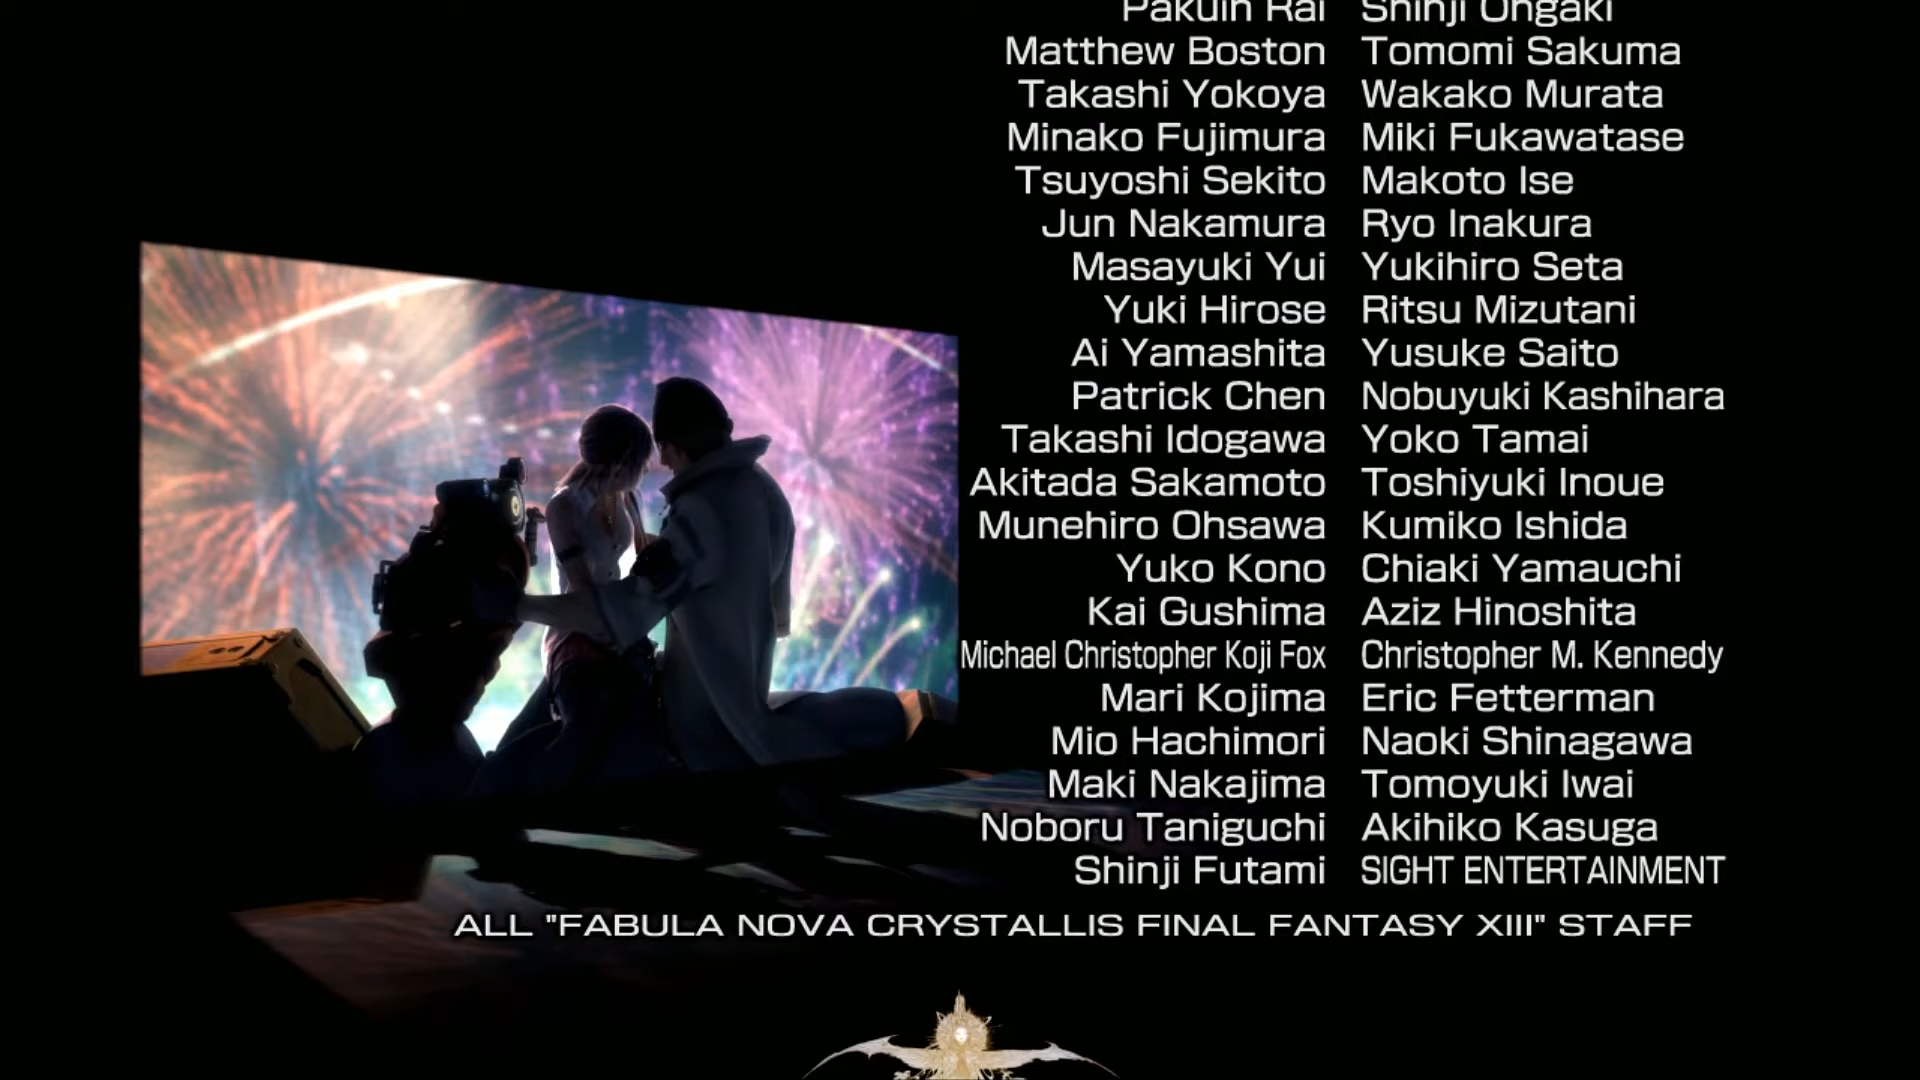 Pakuin Rai Shinji Ohgaki
Matthew Boston Tomomi Sakuma
Takashi Yokoya Wakako Murata
Minako Fujimura Miki Fukawatase
Tsuyoshi Sekito Makoto Ise
Jun Nakamura Ryo Inakura
Masayuki Yui Yukihiro Seta
Yuki Hirose Ritsu Mizutani
Ai Yamashita Yusuke Saito
Patrick Chen Nobuyuki Kashihara
Takashi Idogawa Yoko Tamai
Akitada Sakamoto Toshiyuki Inoue
Munehiro Ohsawa Kumiko Ishida
Yuko Kono Chiaki Yamauchi
Kai Gushima Aziz Hinoshita
Michael Christopher Koji Fox Christopher M. Kennedy
Mari Kojima Eric Fetterman
Mio Hachimori Naoki Shinagawa
Maki Nakajima Tomoyuki Iwai
Noboru Taniguchi Akihiko Kasuga
Shinji Futami SIGHT ENTERTAINMENT
ALL "FABULA NOVA CRYSTALLIS FINAL FANTASY XIII" STAFF